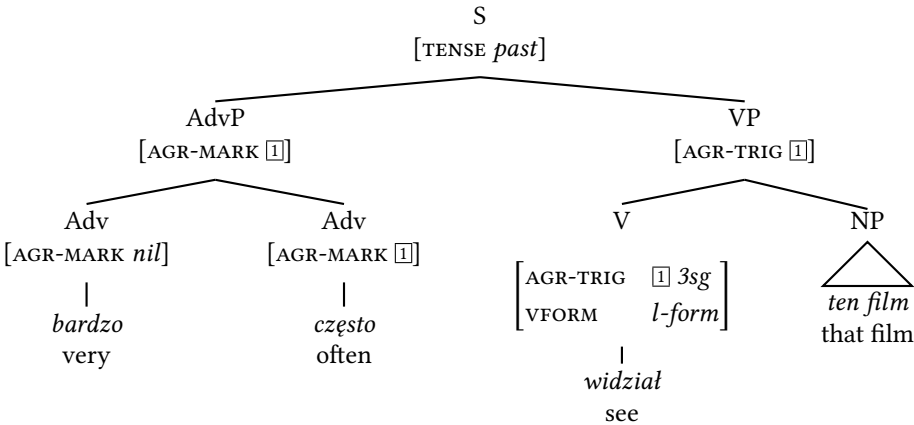 S
[TENSE past]
AdvP VP
[AGR-MARK 1] [AGR-TRIG 1]
Adv Adv V NP
[AGR-MARK nil] [AGR-MARK 1]
AGR-TRIG 1 3sg
VFORM l-form
bardzo często ten film
very often that film
widział
see